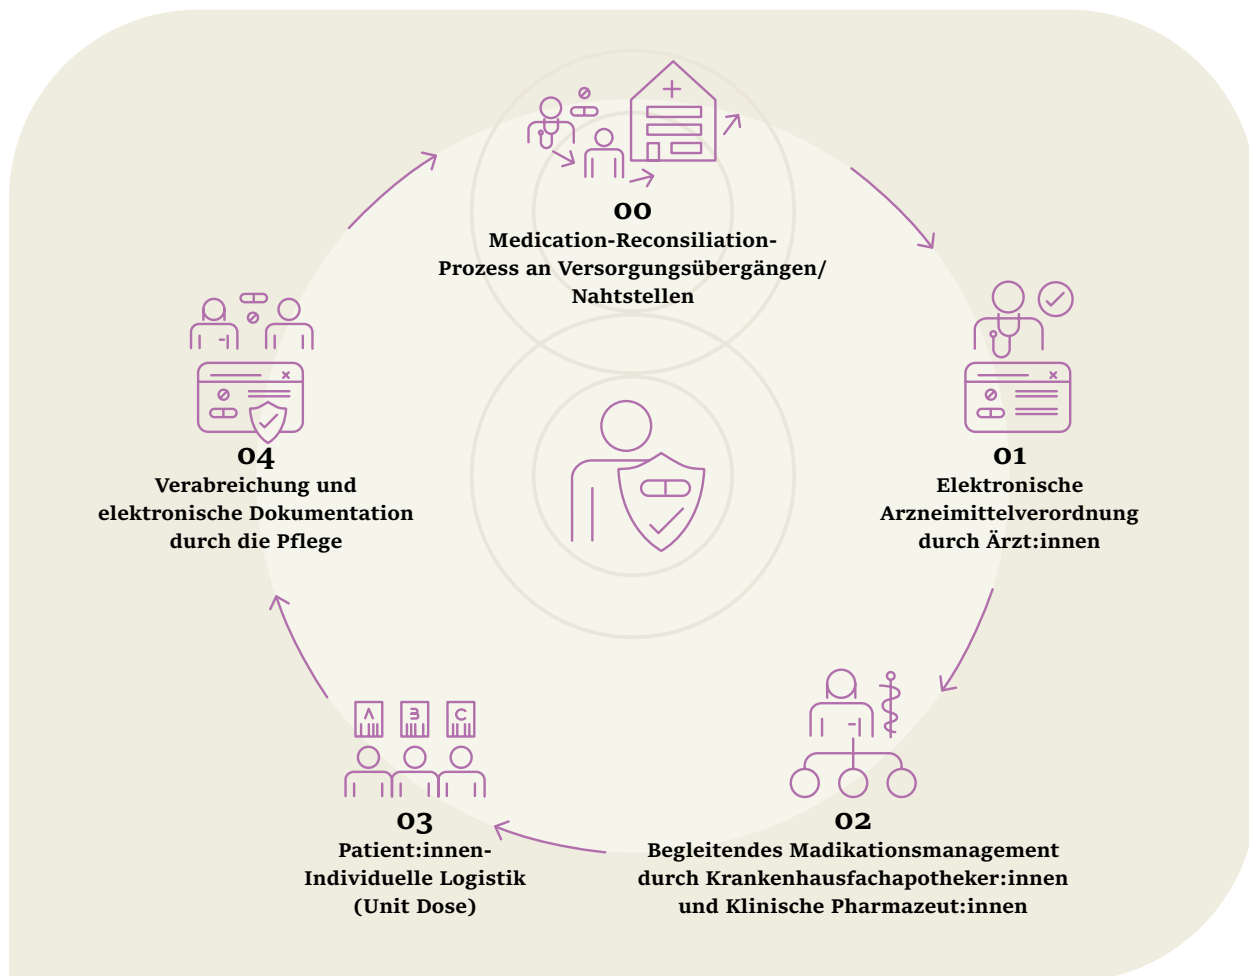 00
Medication-Reconsiliation-
Prozess an Versorgungsübergängen/
Nahtstellen
01
Elektronische
Arzneimittelverordnung
durch Ärzt:innen
02
Begleitendes Madikationsmanagement
durch Krankenhausfachapotheker:innen
und Klinische Pharmazeut:innen
A B C
03
Patient:innen-
Individuelle Logistik
(Unit Dose)
04
Verabreichung und
elektronische Dokumentation
durch die Pflege